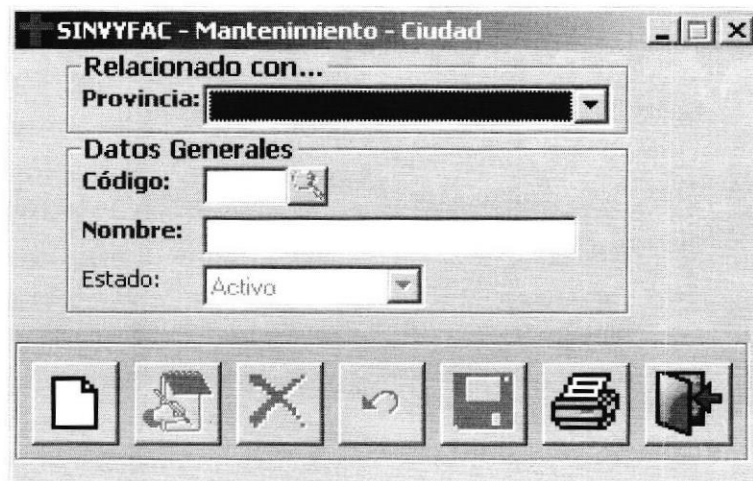 SINVYFAC - Mantenimiento - Ciudad
Relacionado con...
Provincia:
Datos Generales
Código:
Nombre:
Estado: Activo